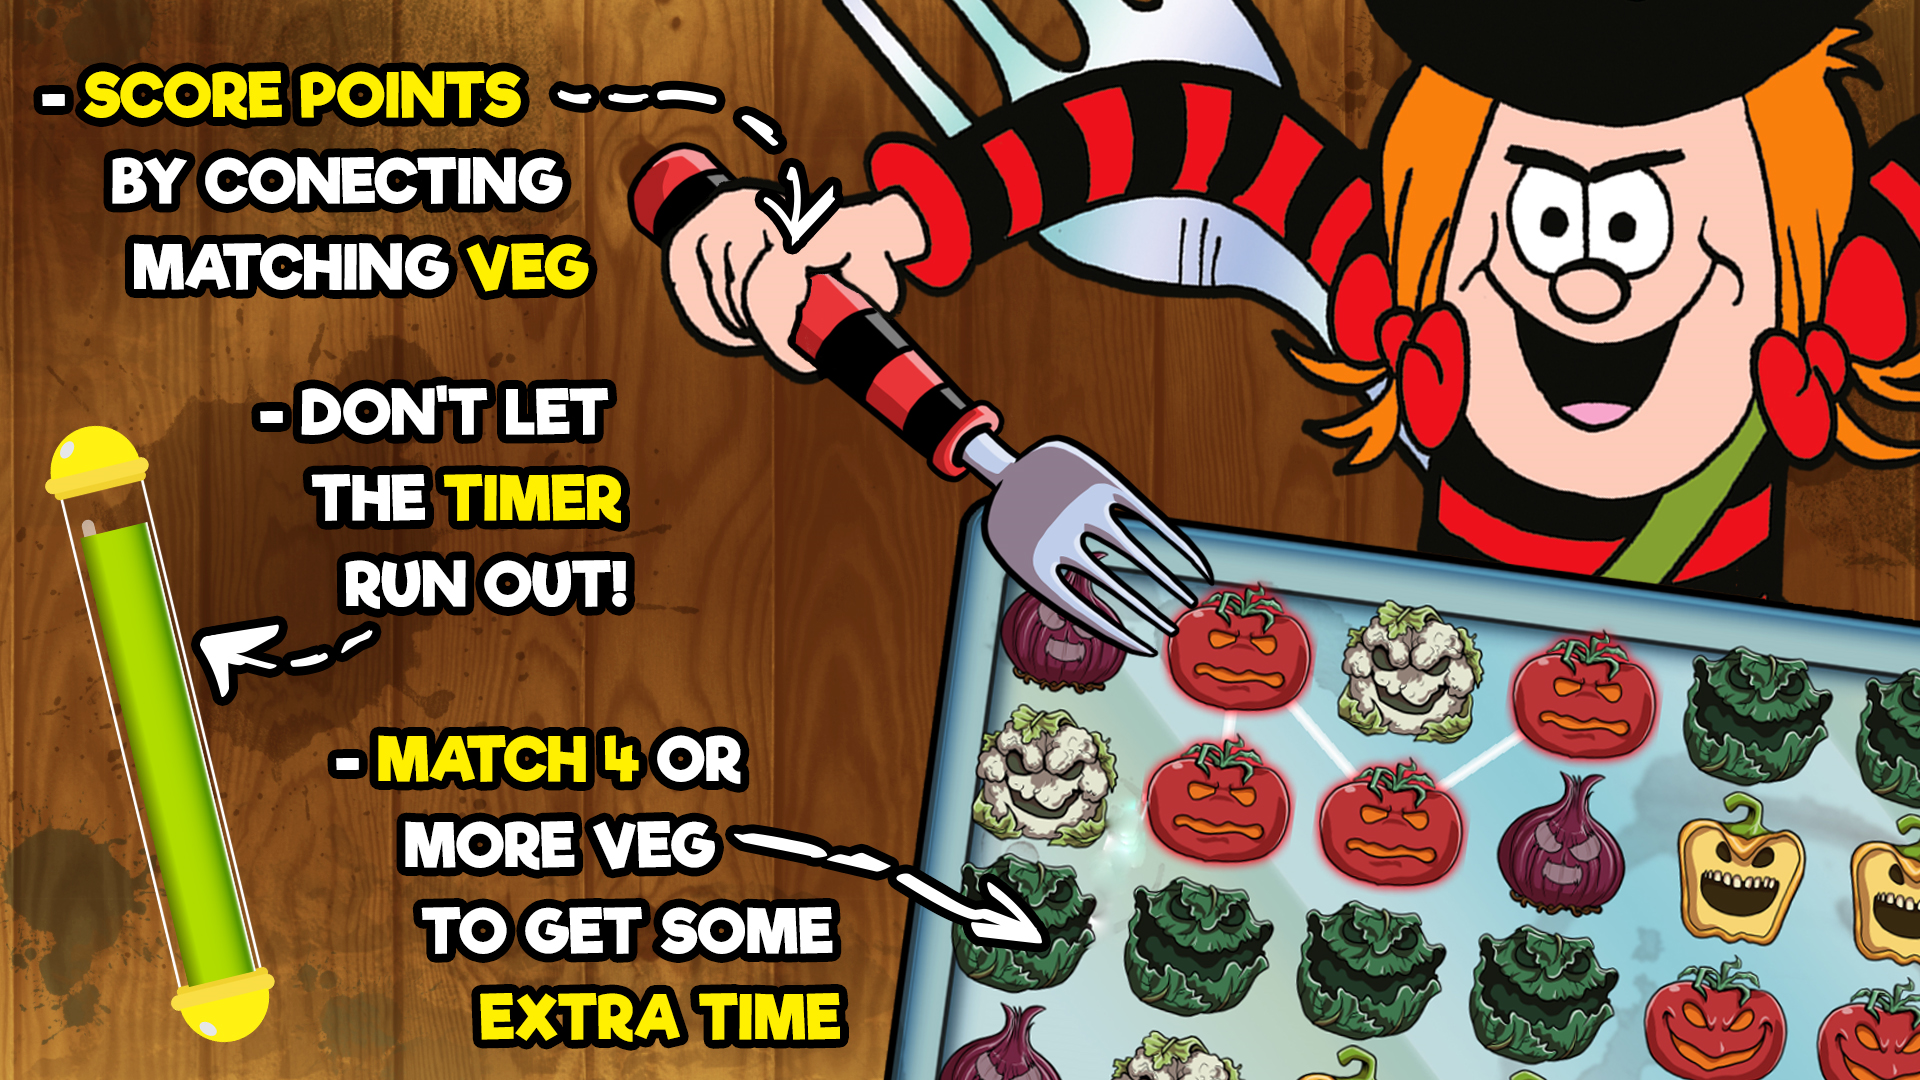 - SCORE POINTS
BY CONECTING
MATCHING VEG
- DON'T LET
THE TIMER
RUN OUT!
- MATCH 4 OR
MORE VEG
TO GET SOME
EXTRA TIME